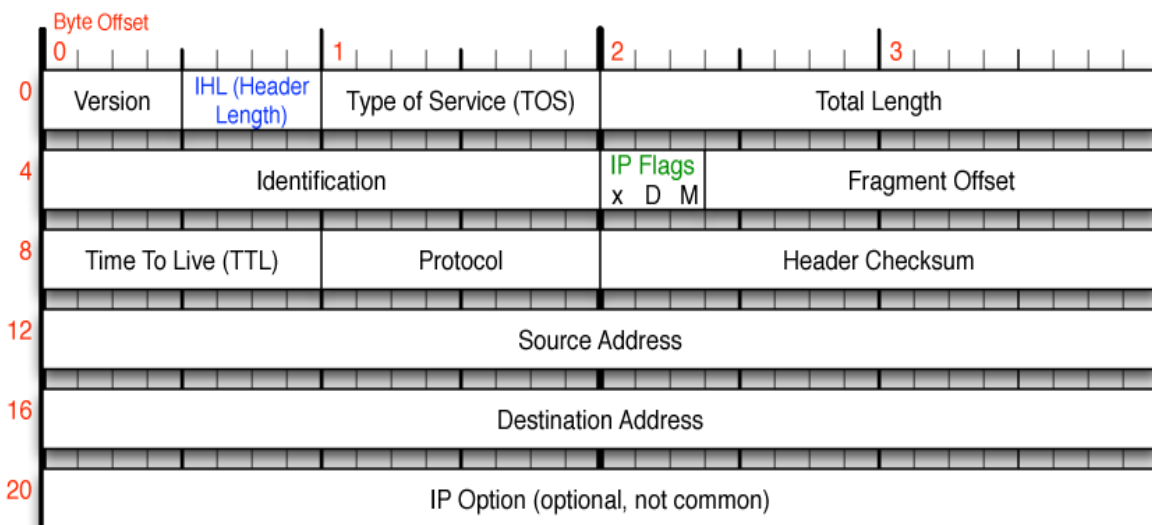 Byte Offset
0 1 2 3
0 Version IHL (Header Type of Service (TOS) Total Length
Length)
4 Identification IP Flags Fragment Offset
x D M
8 Time To Live (TTL) Protocol Header Checksum
12 Source Address
16 Destination Address
20 IP Option (optional, not common)